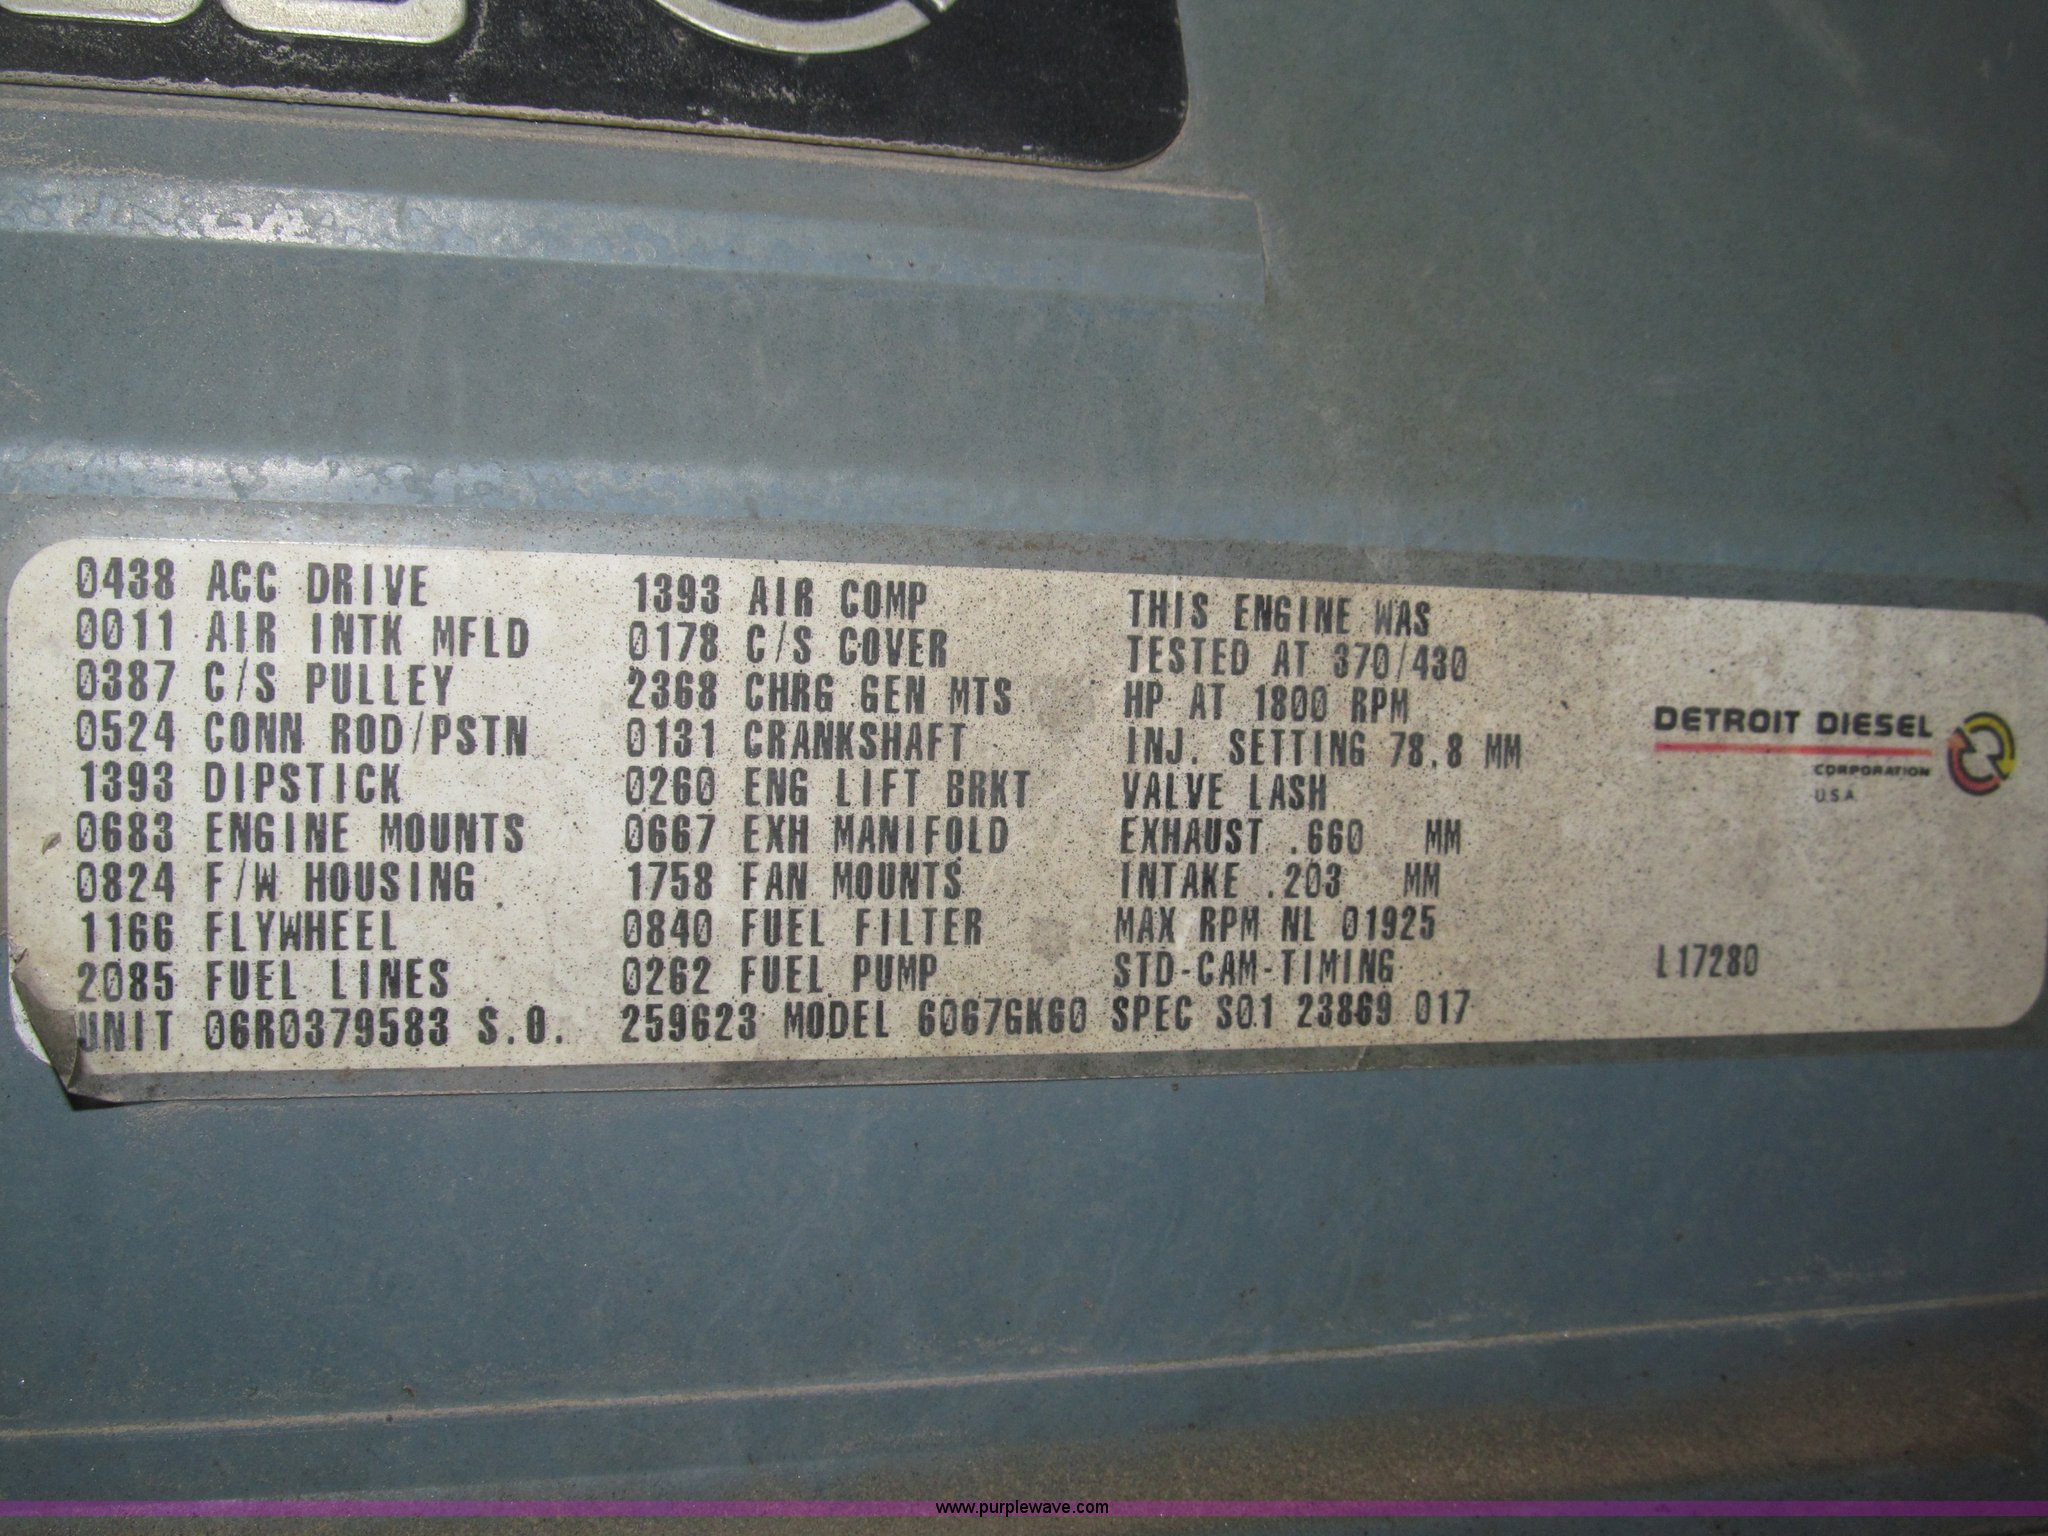 0438 ACC DRIVE
0011 AIR INTK MFLD
0387 C/S PULLEY
0524 CONN ROD/PSTN
1393 DIPSTICK
0683 ENGINE MOUNTS
0824 F/W HOUSING
1166 FLYWHEEL
2085 FUEL LINES
1393 AIR COMP
0178 C/S COVER
2368 CHRG GEN MTS
0131 CRANKSHAFT
0260 ENG LIFT BRKT
0667 EXH MANIFOLD
1758 FAN MOUNTS
0840 FUEL FILTER
0262 FUEL PUMP
THIS ENGINE WAS
TESTED AT 370/430
HP AT 1800 RPM
INJ. SETTING 78.8 MM
VALVE LASH
EXHAUST .660 MM
INTAKE .203 MM
MAX RPM NL 01925
STD-CAM-TIMING
UNIT 06R0379583 S.O. 259623 MODEL 6067GK60 SPEC S01 23869 017
DETROIT DIESEL
CORPORATION
U.S.A.
L17280
www.purplewave.com